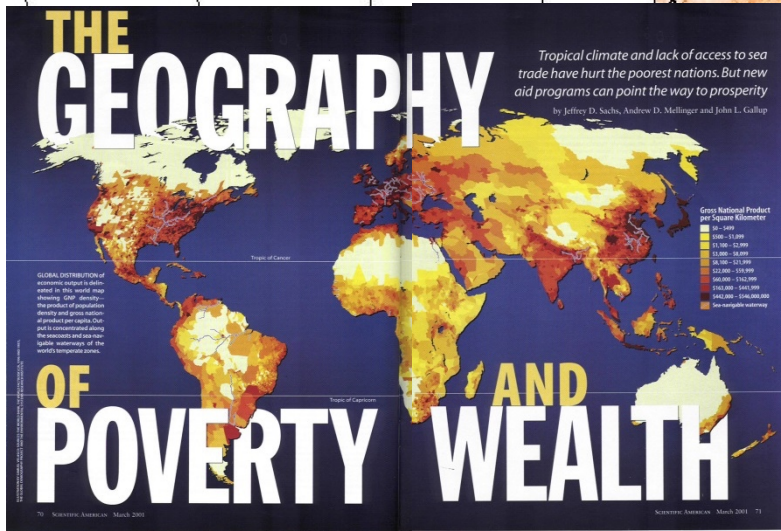 THE
GEOGRAPHY
Tropical climate and lack of access to sea
trade have hurt the poorest nations. But new
aid programs can point the way to prosperity
by Jeffrey D. Sachs, Andrew D. Mellinger and John L. Gallup
Gross National Product
per Square Kilometer
$0 – $499
$500 – $1,099
$1,100 – $2,999
$3,000 – $8,099
$8,100 – $21,999
$22,000 – $59,999
$60,000 – $162,999
$163,000 – $441,999
$442,000 – $546,000,000
Sea-navigable waterway
Tropic of Cancer
GLOBAL DISTRIBUTION of
economic output is delin-
eated in this world map
showing GNP density—
the product of population
density and gross nation-
al product per capita. Out-
put is concentrated along
the seacoasts and sea-nav-
igable waterways of the
world's temperate zones.
Tropic of Capricorn
OF
POVERTY
AND
WEALTH
70 SCIENTIFIC AMERICAN March 2001
SCIENTIFIC AMERICAN March 2001 71